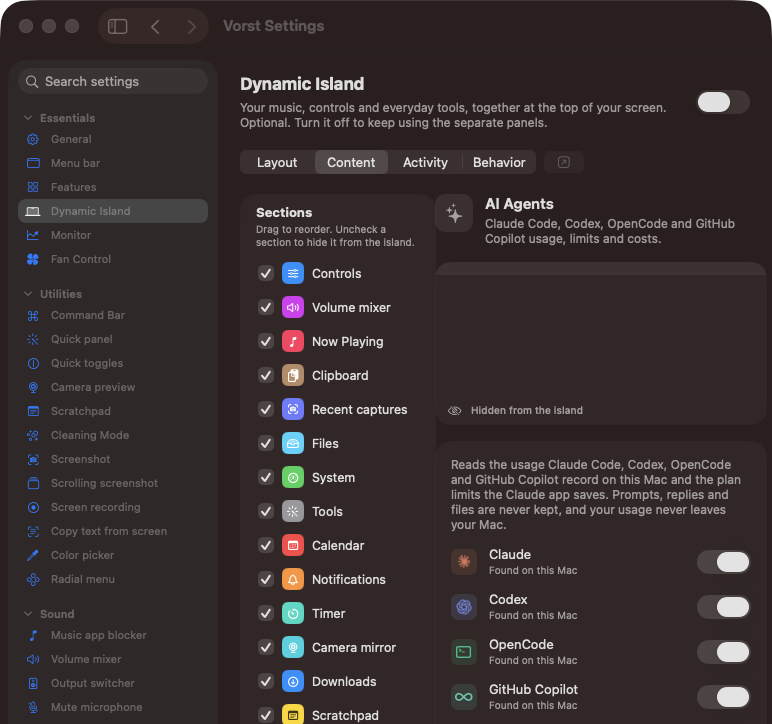 Vorst Settings
Search settings
Essentials
General
Menu bar
Features
Dynamic Island
Monitor
Fan Control
Utilities
Command Bar
Quick panel
Quick toggles
Camera preview
Scratchpad
Cleaning Mode
Screenshot
Scrolling screenshot
Screen recording
Copy text from screen
Color picker
Radial menu
Sound
Music app blocker
Volume mixer
Output switcher
Mute microphone
Dynamic Island
Your music, controls and everyday tools, together at the top of your screen.
Optional. Turn it off to keep using the separate panels.
Layout
Content
Activity
Behavior
Sections
Drag to reorder. Uncheck a
section to hide it from the island.
Controls
Volume mixer
Now Playing
Clipboard
Recent captures
Files
System
Tools
Calendar
Notifications
Timer
Camera mirror
Downloads
Scratchpad
AI Agents
Claude Code, Codex, OpenCode and GitHub
Copilot usage, limits and costs.
Hidden from the island
Reads the usage Claude Code, Codex, OpenCode
and GitHub Copilot record on this Mac and the plan
limits the Claude app saves. Prompts, replies and
files are never kept, and your usage never leaves
your Mac.
Claude
Found on this Mac
Codex
Found on this Mac
OpenCode
Found on this Mac
GitHub Copilot
Found on this Mac